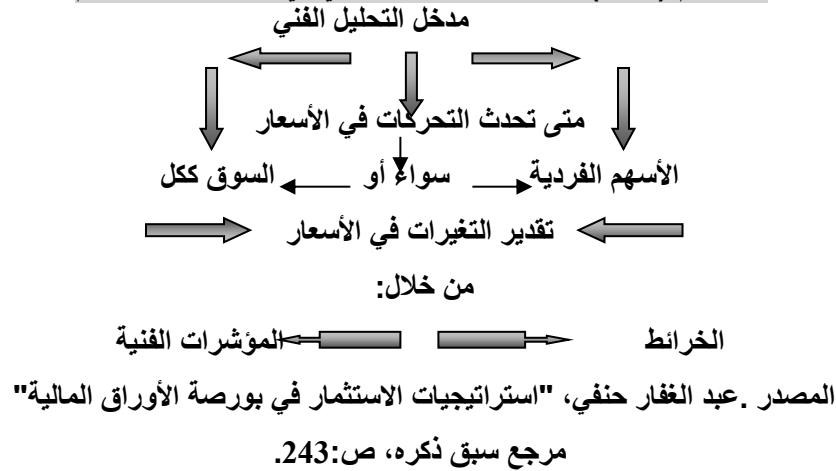 مدخل التحليل الفني
متى تحدث التحركات في الأسعار
الأسهم الفردية سواء أو السوق ككل
تقدير التغيرات في الأسعار
من خلال:
الخرائط المؤشرات الفنية
المصدر .عبد الغفار حنفي، "استراتيجيات الاستثمار في بورصة الأوراق المالية"
مرجع سبق ذكره، ص:243.